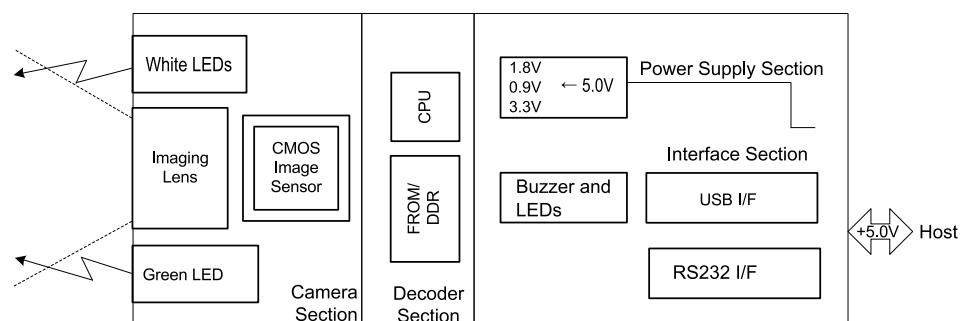 White LEDs
Imaging
Lens
CMOS
Image
Sensor
Green LED
Camera
Section
CPU
FROM/
DDR
Decoder
Section
1.8V
0.9V ← 5.0V
3.3V
Power Supply Section
Interface Section
Buzzer and
LEDs
USB I/F
RS232 I/F
+5.0V
Host